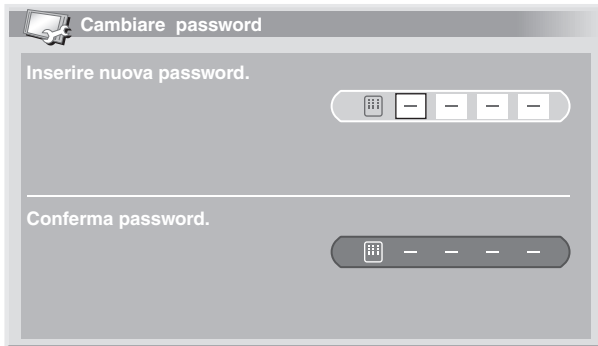 Cambiare password
Inserire nuova password.
– – – –
Conferma password.
– – – –